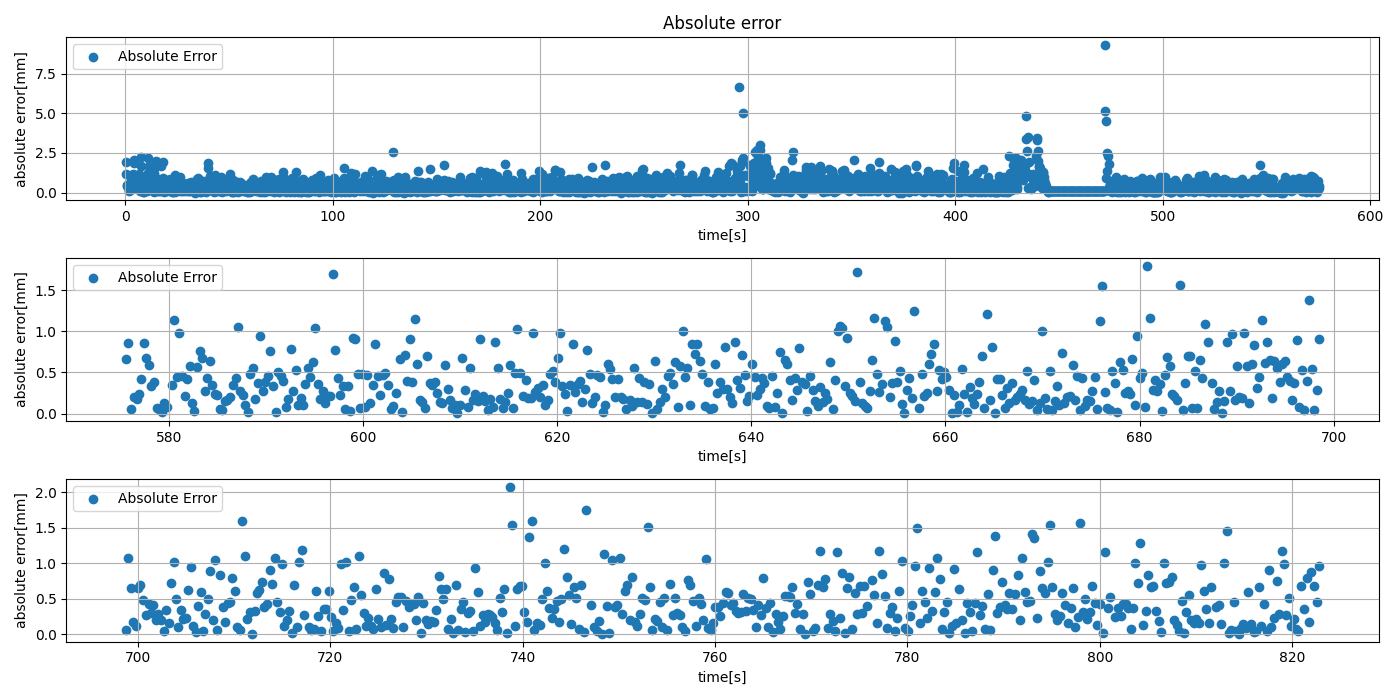 Absolute error
absolute error[mm]
7.5
5.0
2.5
0.0
Absolute Error
0 100 200 300 400 500 600
time[s]
absolute error[mm]
1.5
1.0
0.5
0.0
Absolute Error
580 600 620 640 660 680 700
time[s]
absolute error[mm]
2.0
1.5
1.0
0.5
0.0
Absolute Error
700 720 740 760 780 800 820
time[s]